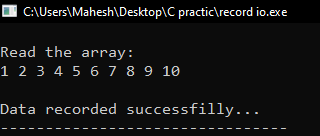 C:\Users\Mahesh\Desktop\C practic\record io.exe
Read the array:
1 2 3 4 5 6 7 8 9 10
Data recorded successfilly...
--------------------------------